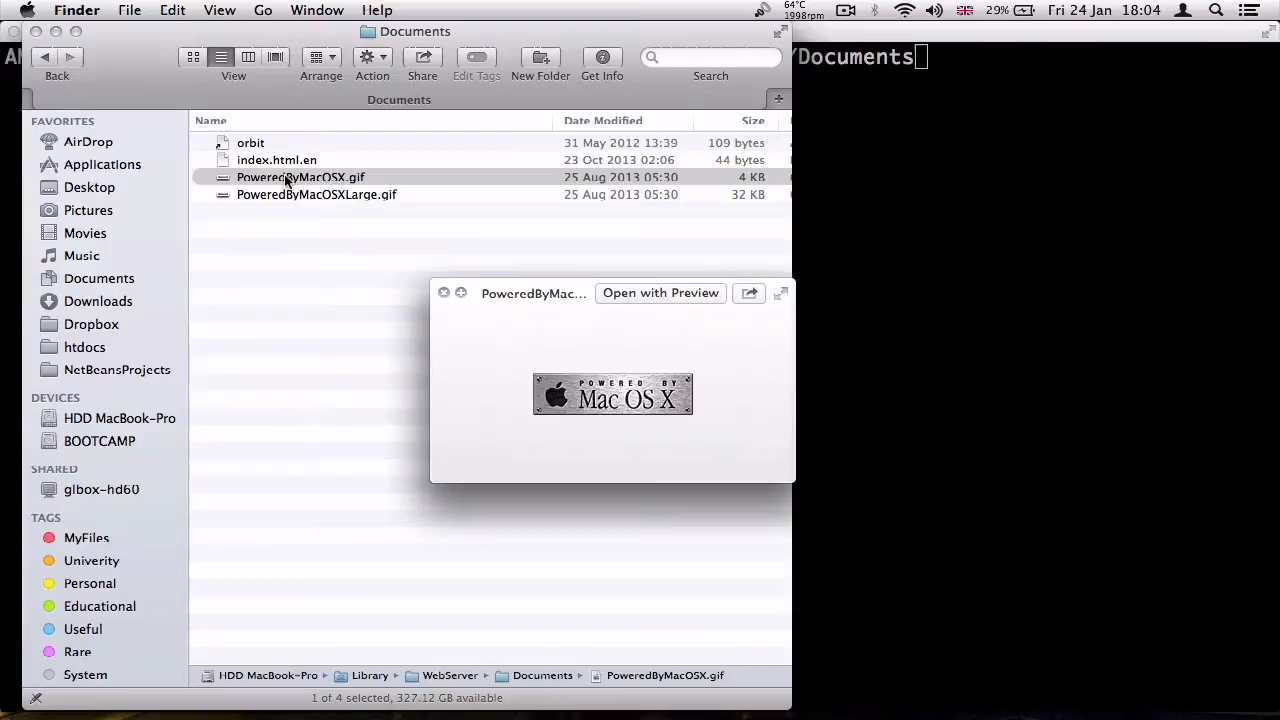 Finder File Edit View Go Window Help 64°C 1998rpm 29% Fri 24 Jan 18:04
Documents
/Documents
Back View Arrange Action Share Edit Tags New Folder Get Info Search
Documents
FAVORITES
AirDrop
Applications
Desktop
Pictures
Movies
Music
Documents
Downloads
Dropbox
htdocs
NetBeansProjects
DEVICES
HDD MacBook-Pro
BOOTCAMP
SHARED
glbox-hd60
TAGS
MyFiles
Univerity
Personal
Educational
Useful
Rare
System
Name Date Modified Size
orbit 31 May 2012 13:39 109 bytes
index.html.en 23 Oct 2013 02:06 44 bytes
PoweredByMacOSX.gif 25 Aug 2013 05:30 4 KB
PoweredByMacOSXLarge.gif 25 Aug 2013 05:30 32 KB
PoweredByMac... Open with Preview
POWERED BY
Mac OS X
HDD MacBook-Pro Library WebServer Documents PoweredByMacOSX.gif
1 of 4 selected, 327.12 GB available